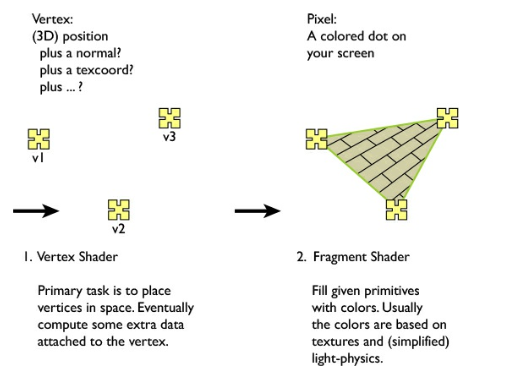 Vertex:
(3D) position
plus a normal?
plus a texcoord?
plus ... ?
v1
v3
v2
1. Vertex Shader
Primary task is to place
vertices in space. Eventually
compute some extra data
attached to the vertex.
Pixel:
A colored dot on
your screen
2. Fragment Shader
Fill given primitives
with colors. Usually
the colors are based on
textures and (simplified)
light-physics.